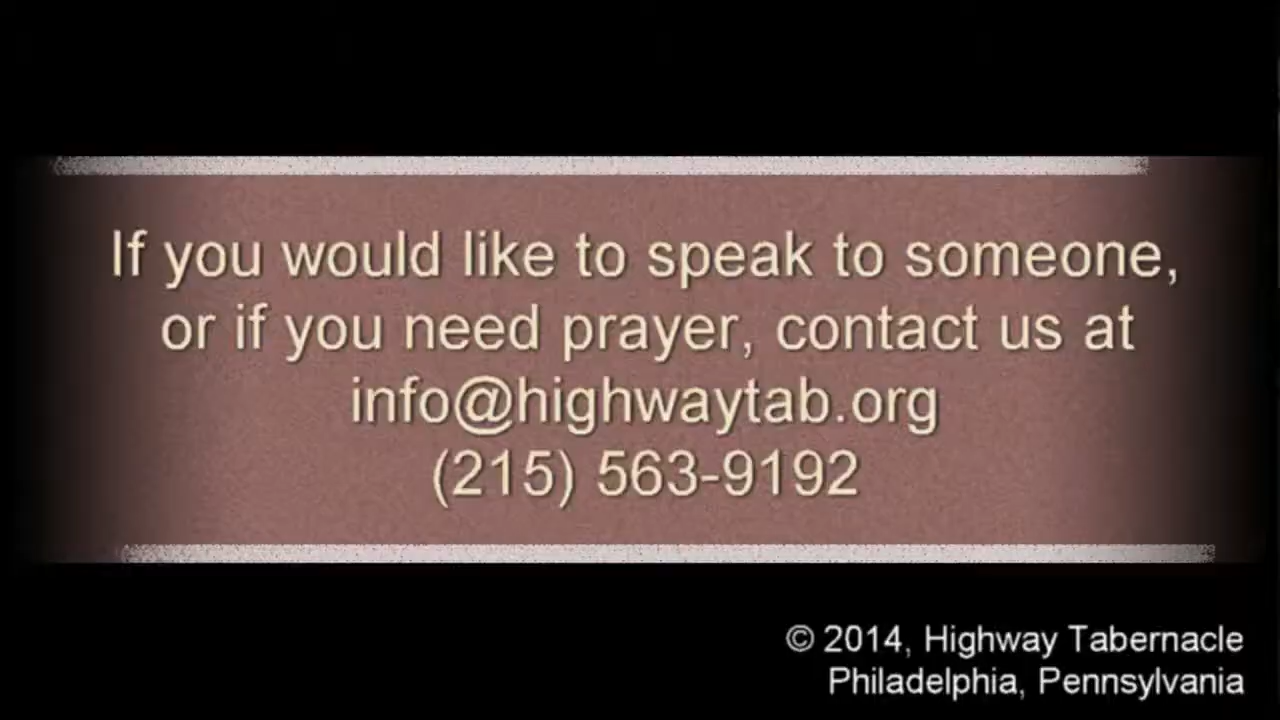 If you would like to speak to someone,
or if you need prayer, contact us at
info@highwaytab.org
(215) 563-9192
© 2014, Highway Tabernacle
Philadelphia, Pennsylvania